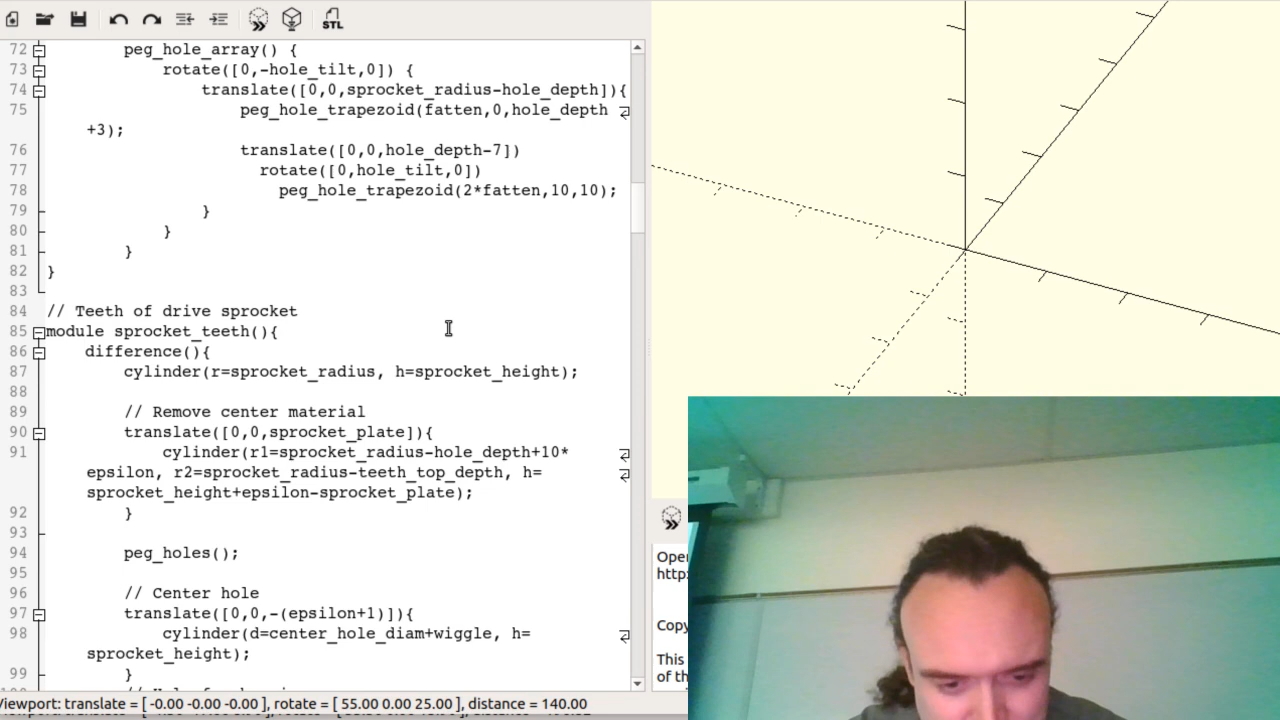 STL
72 peg_hole_array() {
73 rotate([0,-hole_tilt,0]) {
74 translate([0,0,sprocket_radius-hole_depth]){
75 peg_hole_trapezoid(fatten,0,hole_depth
+3);
76 translate([0,0,hole_depth-7])
77 rotate([0,hole_tilt,0])
78 peg_hole_trapezoid(2*fatten,10,10);
79 }
80 }
81 }
82 }
83
84 // Teeth of drive sprocket
85 module sprocket_teeth(){
86 difference(){
87 cylinder(r=sprocket_radius, h=sprocket_height);
88
89 // Remove center material
90 translate([0,0,sprocket_plate]){
91 cylinder(r1=sprocket_radius-hole_depth+10*
epsilon, r2=sprocket_radius-teeth_top_depth, h=
sprocket_height+epsilon-sprocket_plate);
92 }
93
94 peg_holes();
95
96 // Center hole
97 translate([0,0,-(epsilon+1)]){
98 cylinder(d=center_hole_diam+wiggle, h=
sprocket_height);
99 }
Viewport: translate = [ -0.00 -0.00 -0.00 ], rotate = [ 55.00 0.00 25.00 ], distance = 140.00
Oper
http:
Copy
This
of th